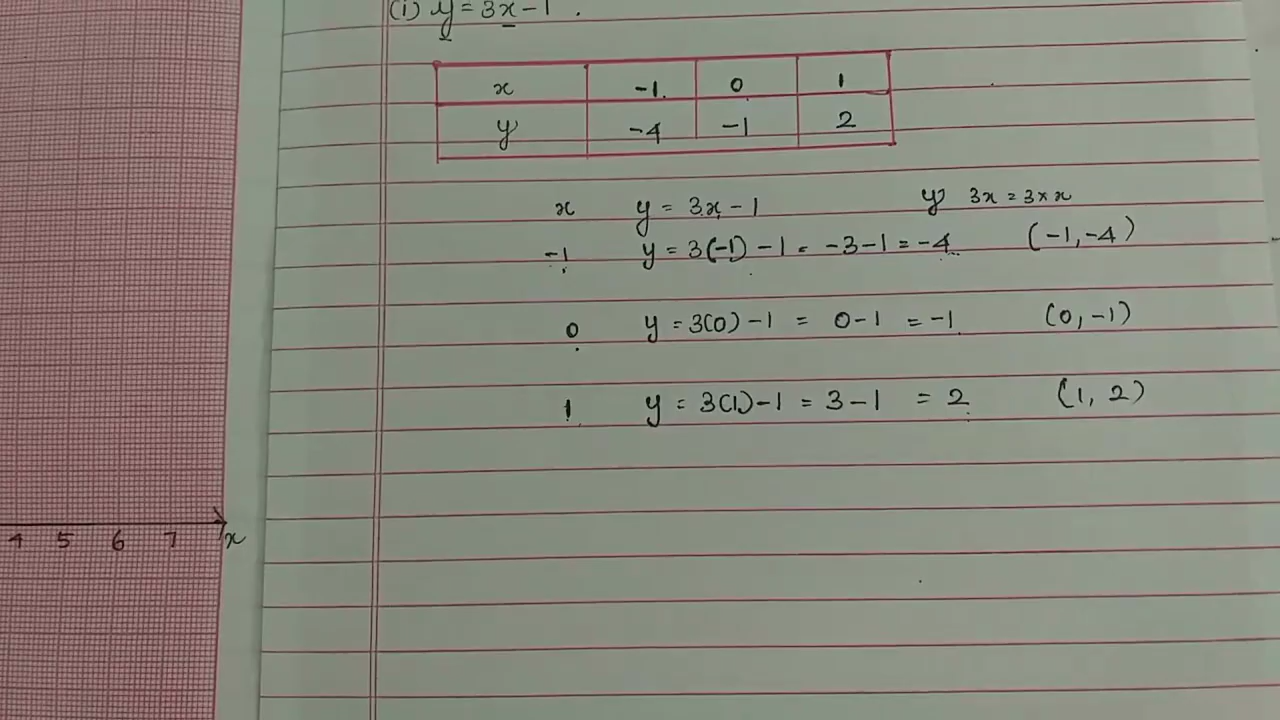 (i) y = 3x - 1 .
x -1 0 1
y -4 -1 2
x y = 3x - 1 y 3x = 3 × x
-1 y = 3(-1) - 1 = -3 - 1 = -4 (-1, -4)
0 y = 3(0) - 1 = 0 - 1 = -1 (0, -1)
1 y = 3(1) - 1 = 3 - 1 = 2 (1, 2)
4 5 6 7 x